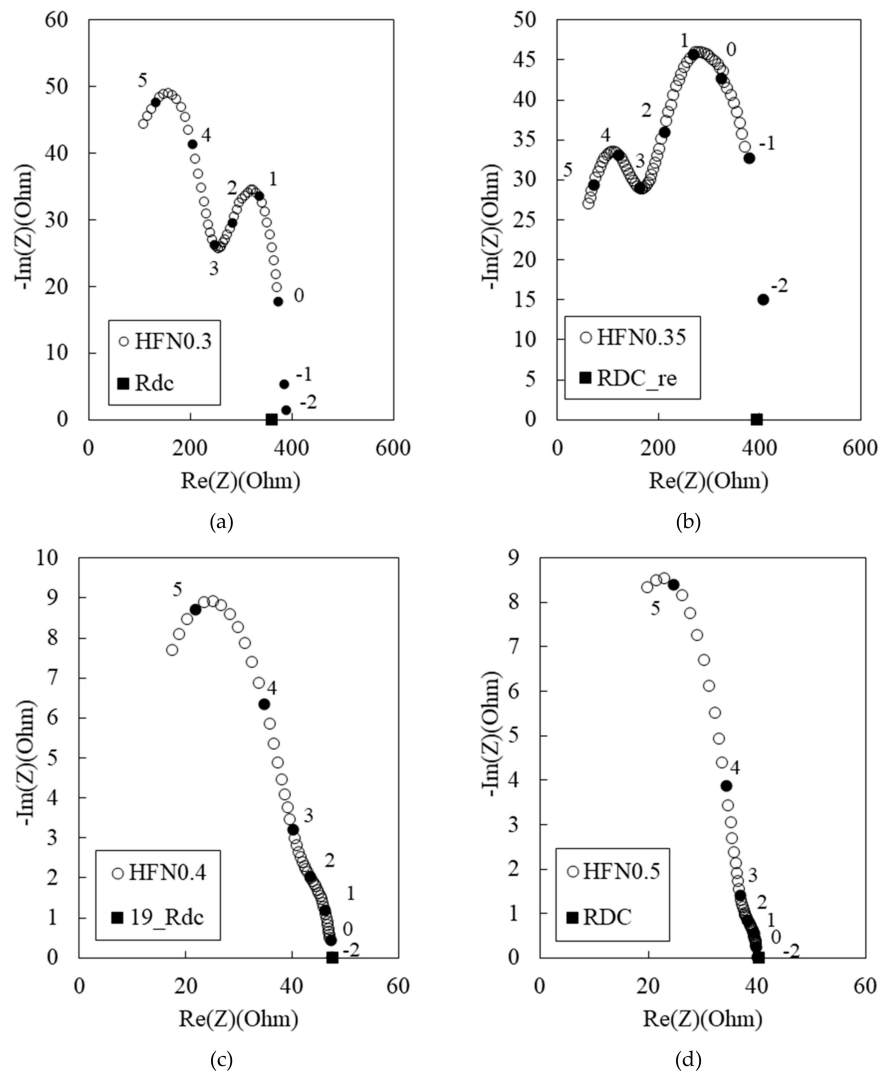 60
50
40
30
20
10
0
-Im(Z)(Ohm)
5
4
3
2
1
0
-1
-2
HFN0.3
Rdc
0 200 400 600
Re(Z)(Ohm)
(a)
50
45
40
35
30
25
20
15
10
5
0
-Im(Z)(Ohm)
5
4
3
2
1
0
-1
-2
HFN0.35
RDC_re
0 200 400 600
Re(Z)(Ohm)
(b)
10
9
8
7
6
5
4
3
2
1
0
-Im(Z)(Ohm)
5
4
3
2
1
0
-2
HFN0.4
19_Rdc
0 20 40 60
Re(Z)(Ohm)
(c)
9
8
7
6
5
4
3
2
1
0
-Im(Z)(Ohm)
5
4
3
2
1
0
-2
HFN0.5
RDC
0 20 40 60
Re(Z)(Ohm)
(d)